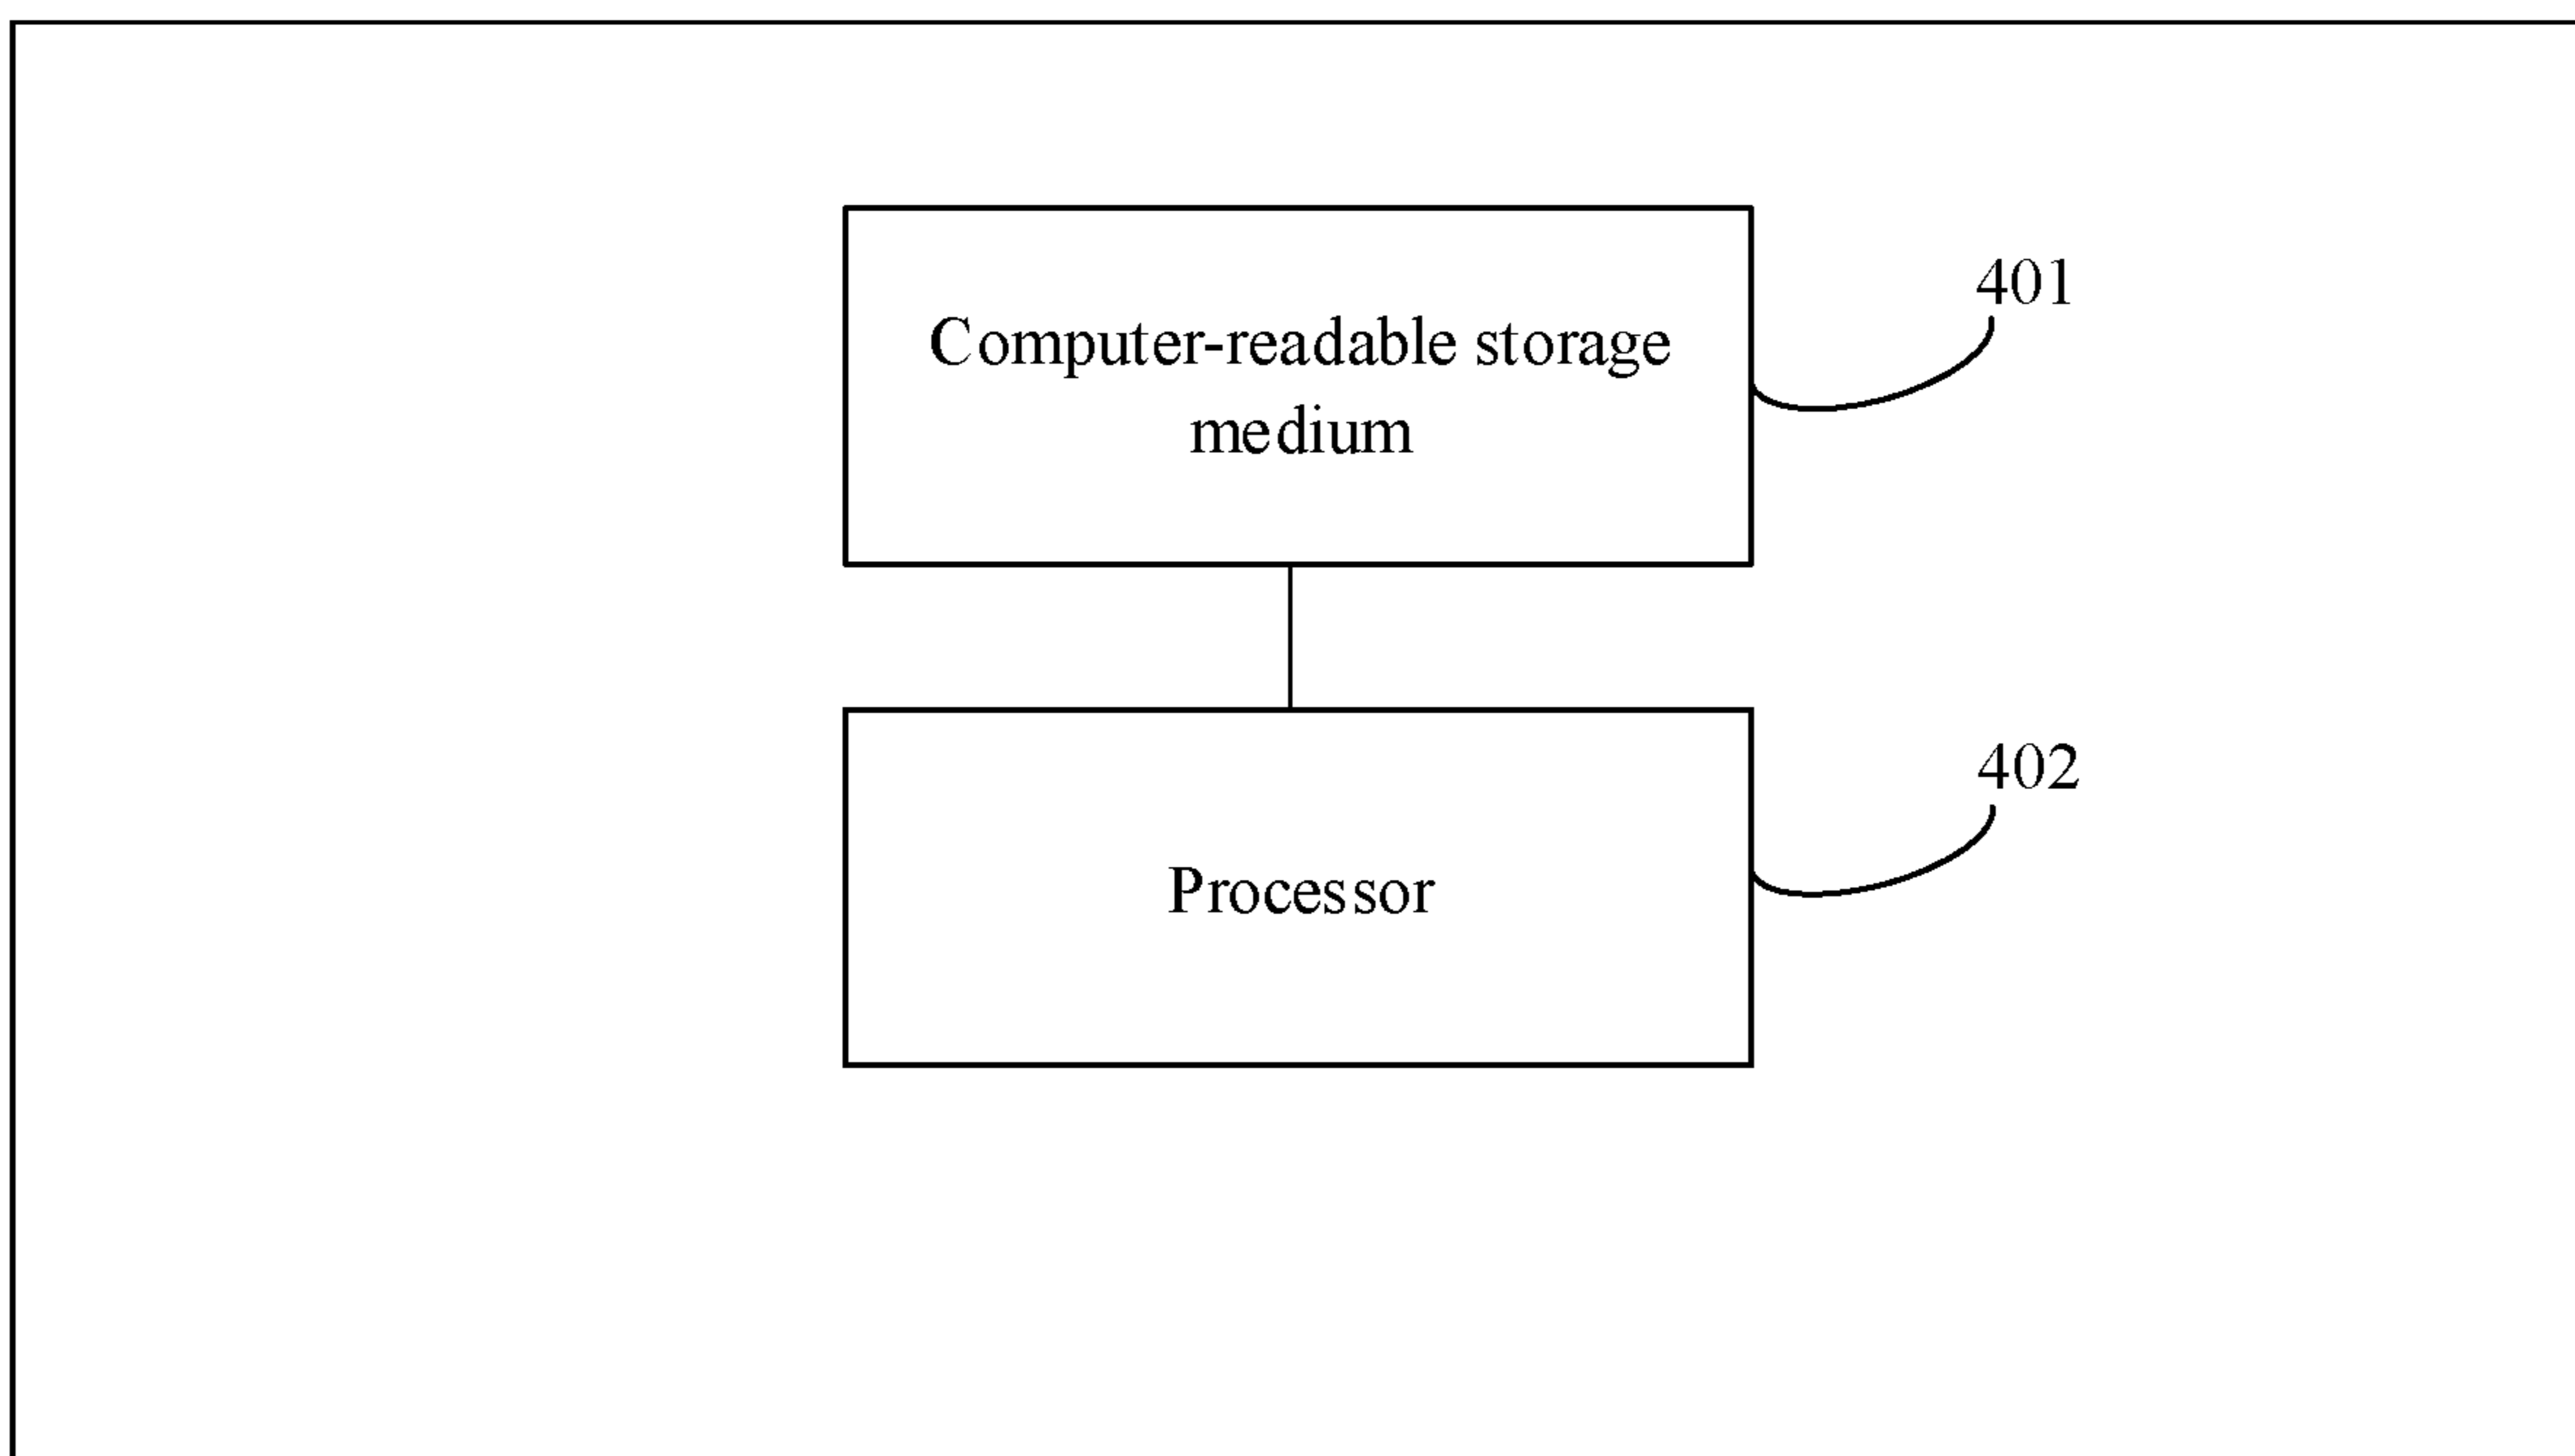 401
Computer-readable storage
medium
402
Processor